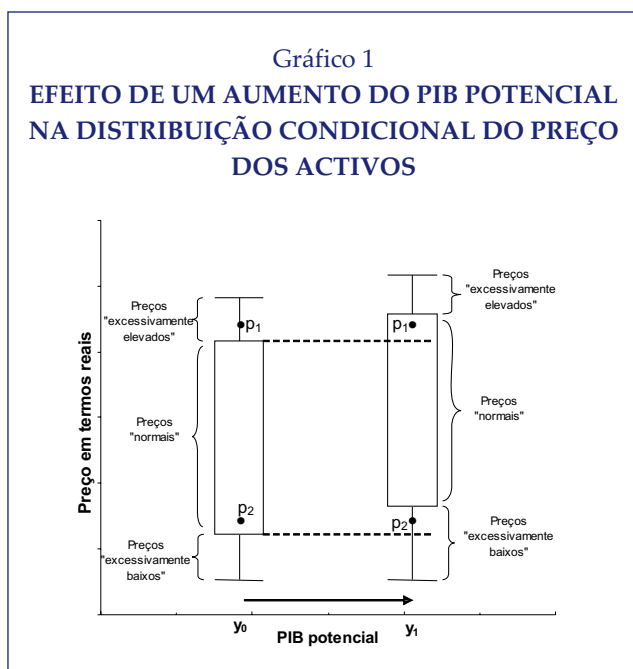 Gráfico 1
EFEITO DE UM AUMENTO DO PIB POTENCIAL
NA DISTRIBUIÇÃO CONDICIONAL DO PREÇO
DOS ACTIVOS
Preço em termos reais
Preços
"excessivamente
elevados"
Preços
"normais"
Preços
"excessivamente
baixos"
p1
p2
p1
p2
Preços
"excessivamente
elevados"
Preços
"normais"
Preços
"excessivamente
baixos"
y0
y1
PIB potencial